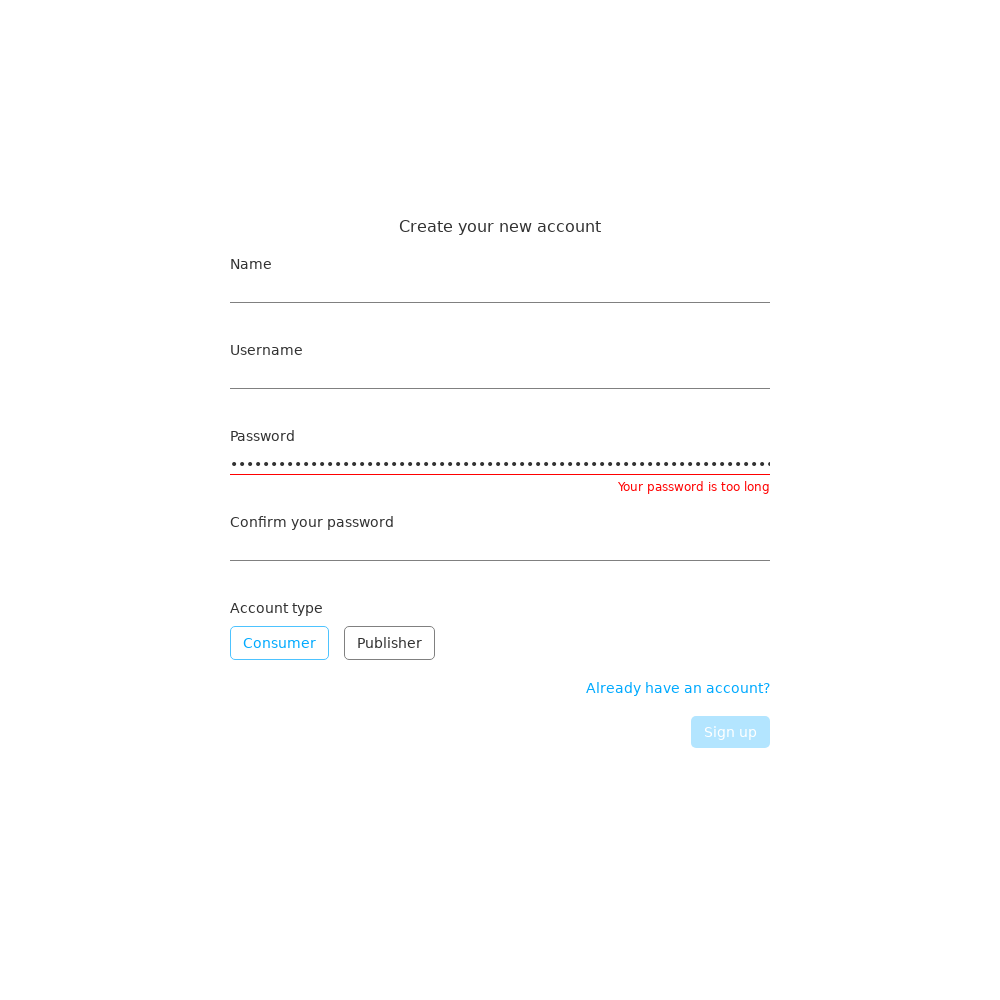 Create your new account
Name
Username
Password
Your password is too long
Confirm your password
Account type
Consumer Publisher
Already have an account?
Sign up